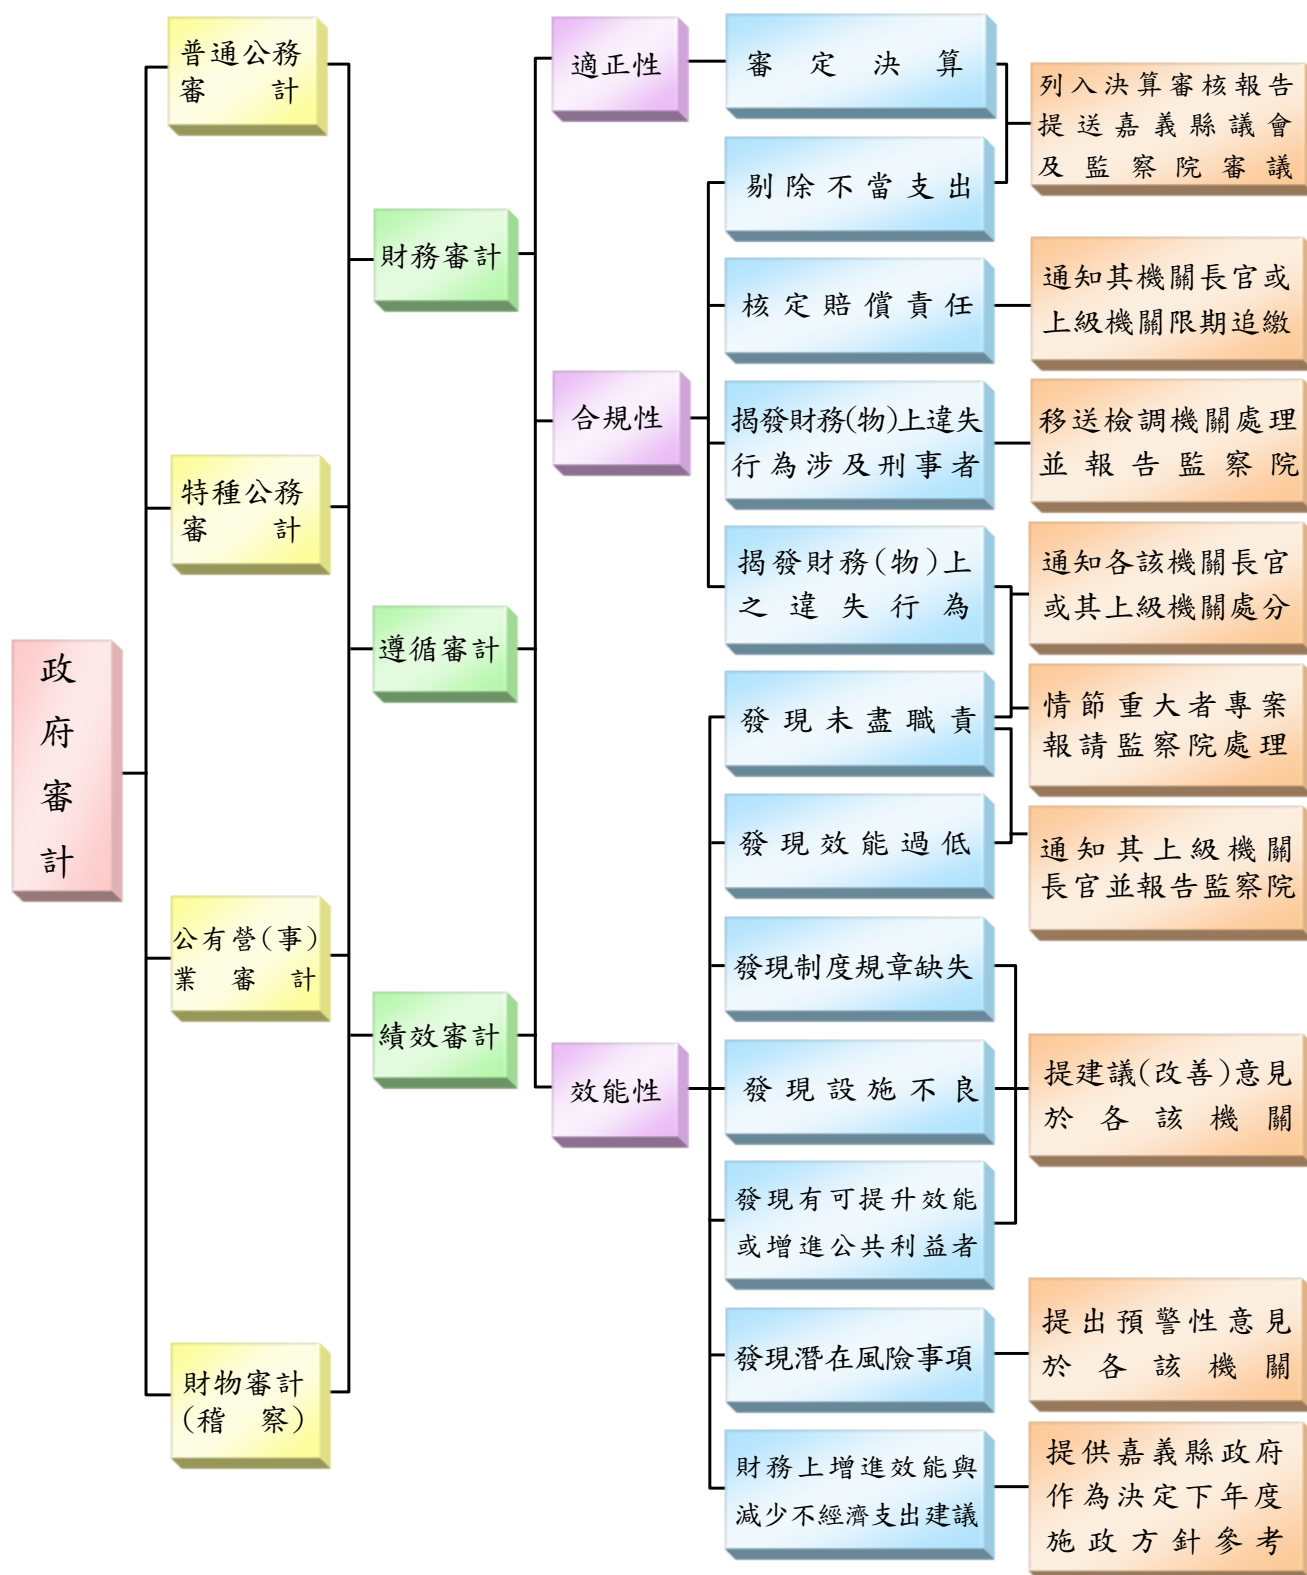 政
府
審
計
普通公務
審計
特種公務
審計
公有營(事)
業審計
財物審計
(稽察)
財務審計
遵循審計
績效審計
適正性
合規性
效能性
審定決算
剔除不當支出
核定賠償責任
揭發財務(物)上違失
行為涉及刑事者
揭發財務(物)上
之違失行為
發現未盡職責
發現效能過低
發現制度規章缺失
發現設施不良
發現有可提升效能
或增進公共利益者
發現潛在風險事項
財務上增進效能與
減少不經濟支出建議
列入決算審核報告
提送嘉義縣議會
及監察院審議
通知其機關長官或
上級機關限期追繳
移送檢調機關處理
並報告監察院
通知各該機關長官
或其上級機關處分
情節重大者專案
報請監察院處理
通知其上級機關
長官並報告監察院
提建議(改善)意見
於各該機關
提出預警性意見
於各該機關
提供嘉義縣政府
作為決定下年度
施政方針參考